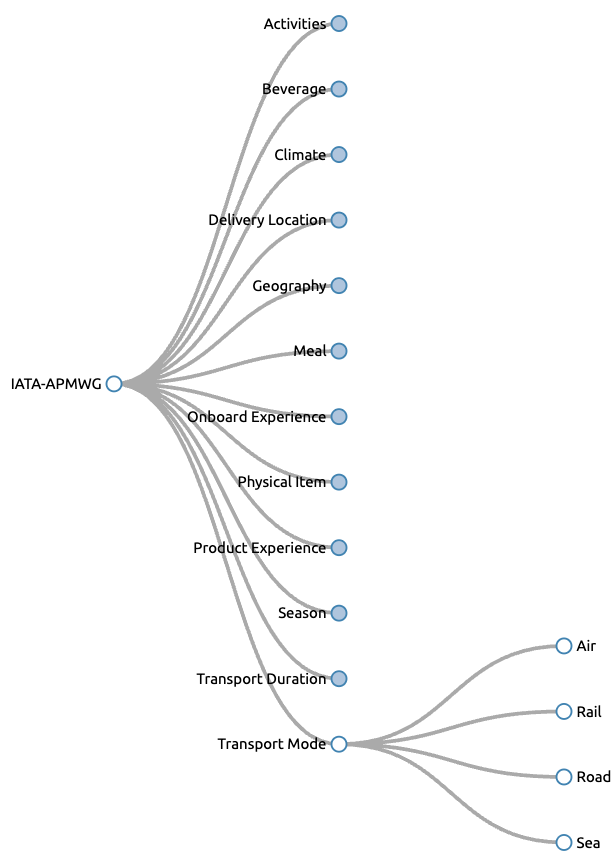 Activities
Beverage
Climate
Delivery Location
Geography
Meal
IATA-APMWG
Onboard Experience
Physical Item
Product Experience
Season
Air
Transport Duration
Rail
Transport Mode
Road
Sea